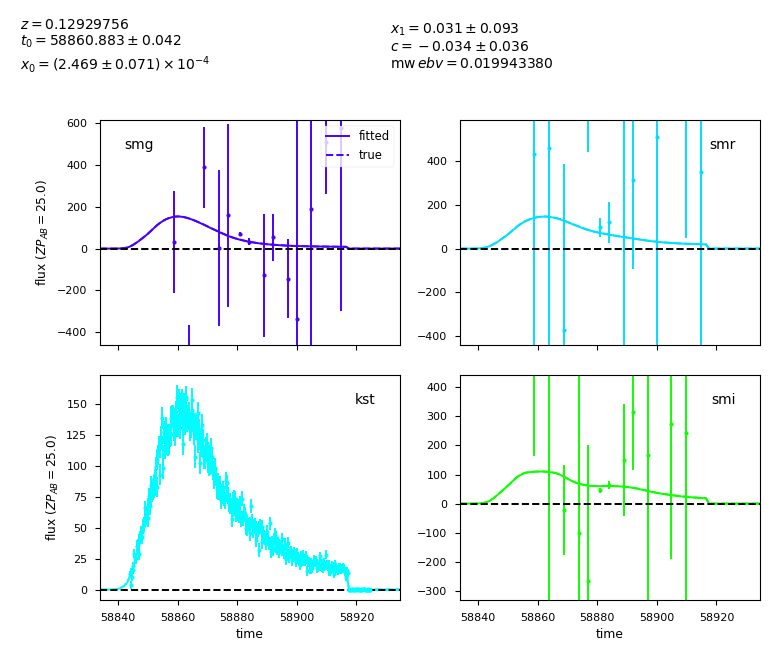 z = 0.12929756
t₀ = 58860.883 ± 0.042
x₀ = (2.469 ± 0.071) × 10⁻⁴
x₁ = 0.031 ± 0.093
c = −0.034 ± 0.036
mw ebv = 0.019943380
600
400
200
0
−200
−400
flux (ZP_AB = 25.0)
smg
fitted
true
400
200
0
−200
−400
smr
150
125
100
75
50
25
0
flux (ZP_AB = 25.0)
kst
58840 58860 58880 58900 58920
time
400
300
200
100
0
−100
−200
−300
smi
58840 58860 58880 58900 58920
time